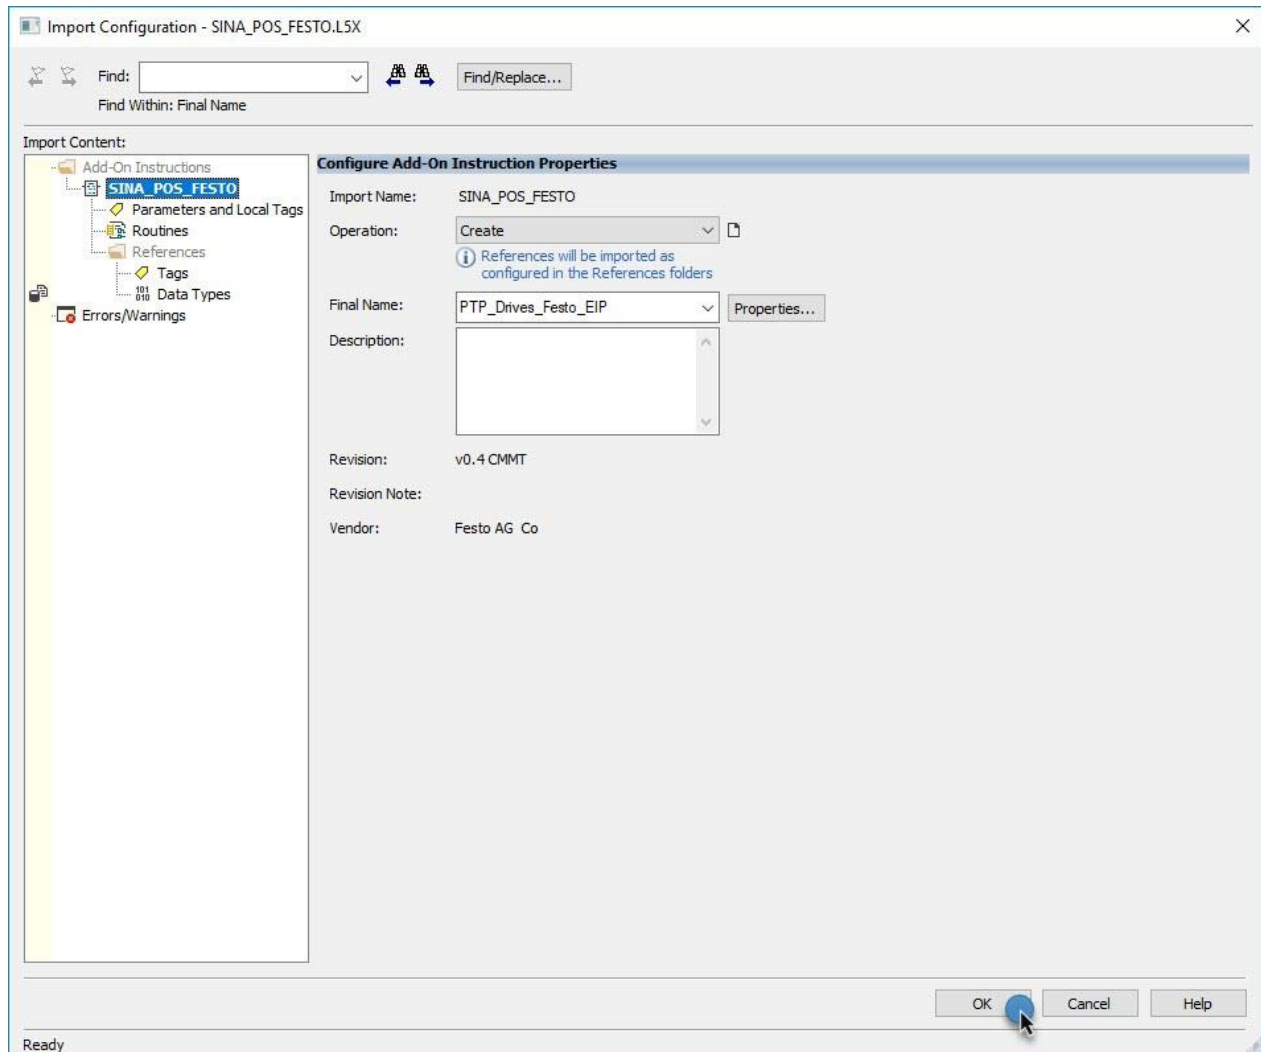 Import Configuration - SINA_POS_FESTO.L5X
Find:
Find/Replace...
Find Within: Final Name
Import Content:
Add-On Instructions
SINA_POS_FESTO
Parameters and Local Tags
Routines
References
Tags
Data Types
Errors/Warnings
Configure Add-On Instruction Properties
Import Name: SINA_POS_FESTO
Operation: Create
References will be imported as
configured in the References folders
Final Name: PTP_Drives_Festo_EIP Properties...
Description:
Revision: v0.4 CMMT
Revision Note:
Vendor: Festo AG Co
OK Cancel Help
Ready